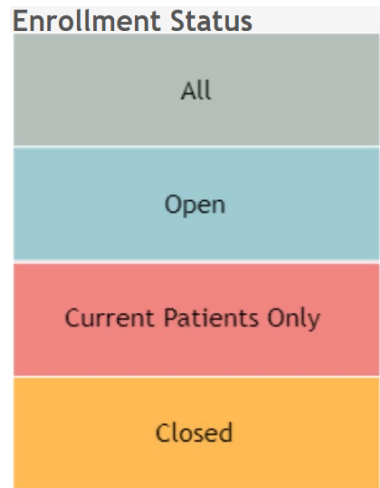 Enrollment Status
All
Open
Current Patients Only
Closed